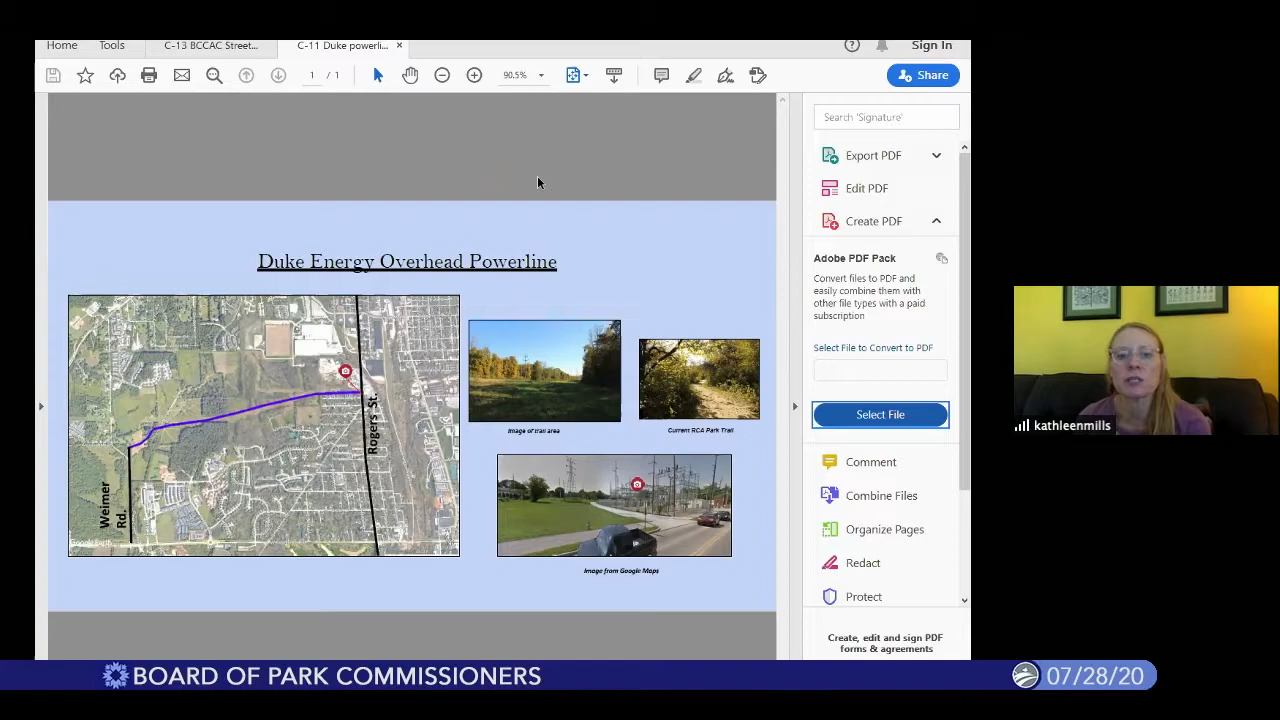 Home
Tools
C-13 BCCAC Street...
C-11 Duke powerli...
Sign In
1 / 1
90.5%
Share
Search 'Signature'
Export PDF
Edit PDF
Create PDF
Adobe PDF Pack
Convert files to PDF and
easily combine them with
other file types with a paid
subscription
Select File to Convert to PDF
Select File
Comment
Combine Files
Organize Pages
Redact
Protect
Create, edit and sign PDF
forms & agreements
Duke Energy Overhead Powerline
Rogers St.
Weimer
Rd.
Google Earth
Image of trail area
Current RCA Park Trail
Image from Google Maps
kathleenmills
BOARD OF PARK COMMISSIONERS
07/28/20